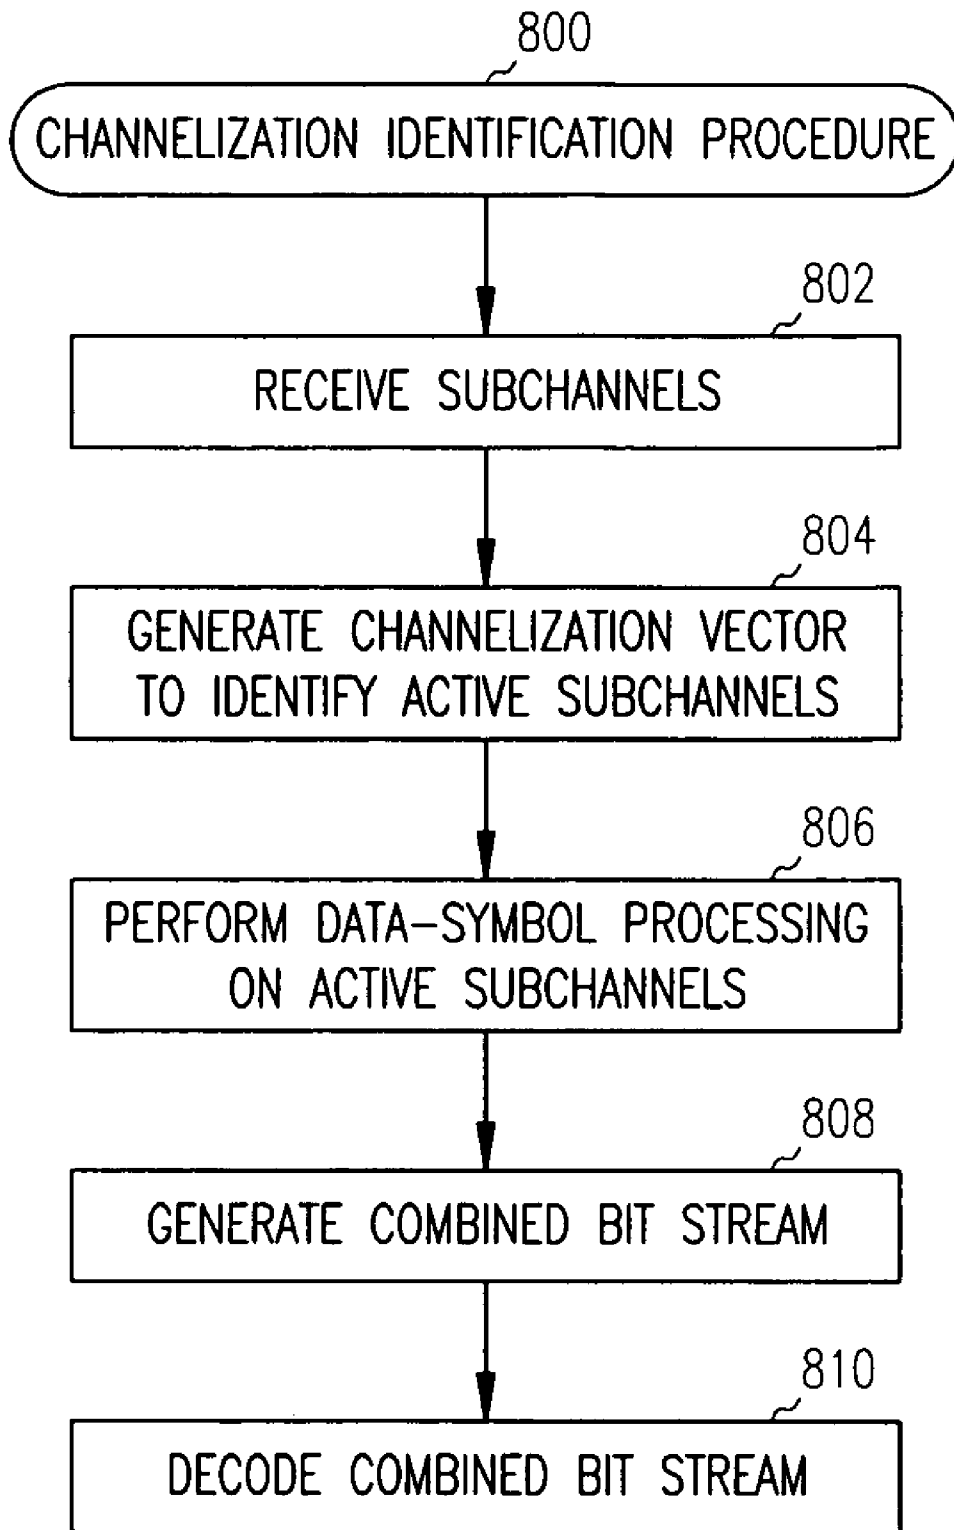 800
CHANNELIZATION IDENTIFICATION PROCEDURE
802
RECEIVE SUBCHANNELS
804
GENERATE CHANNELIZATION VECTOR
TO IDENTIFY ACTIVE SUBCHANNELS
806
PERFORM DATA-SYMBOL PROCESSING
ON ACTIVE SUBCHANNELS
808
GENERATE COMBINED BIT STREAM
810
DECODE COMBINED BIT STREAM